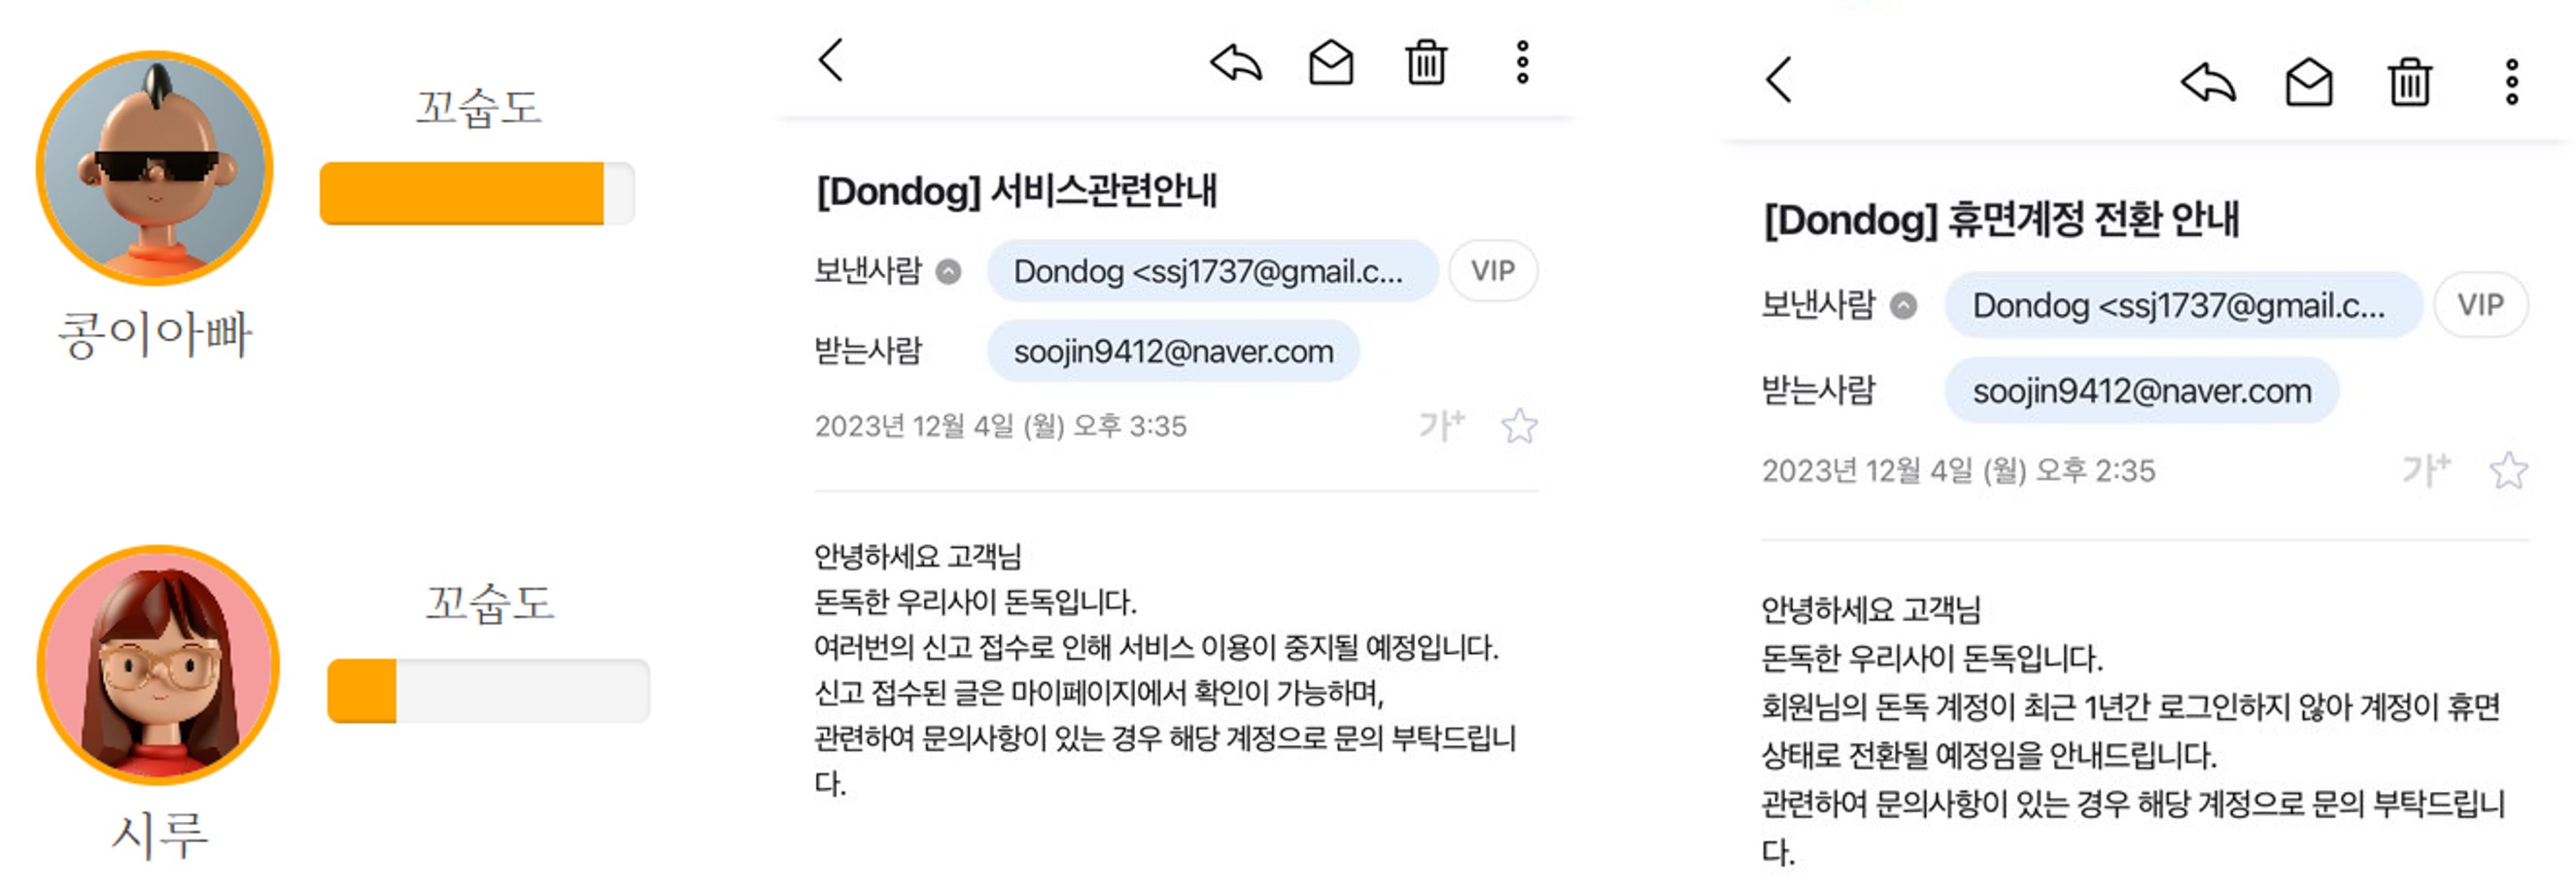 꼬숩도
콩이아빠
꼬숩도
시루
[Dondog] 서비스관련안내
보낸사람 Dondog <ssj1737@gmail.c... VIP
받는사람 soojin9412@naver.com
2023년 12월 4일 (월) 오후 3:35 가+
안녕하세요 고객님
돈독한 우리사이 돈독입니다.
여러번의 신고 접수로 인해 서비스 이용이 중지될 예정입니다.
신고 접수된 글은 마이페이지에서 확인이 가능하며,
관련하여 문의사항이 있는 경우 해당 계정으로 문의 부탁드립니
다.
[Dondog] 휴면계정 전환 안내
보낸사람 Dondog <ssj1737@gmail.c... VIP
받는사람 soojin9412@naver.com
2023년 12월 4일 (월) 오후 2:35 가+
안녕하세요 고객님
돈독한 우리사이 돈독입니다.
회원님의 돈독 계정이 최근 1년간 로그인하지 않아 계정이 휴면
상태로 전환될 예정임을 안내드립니다.
관련하여 문의사항이 있는 경우 해당 계정으로 문의 부탁드립니
다.